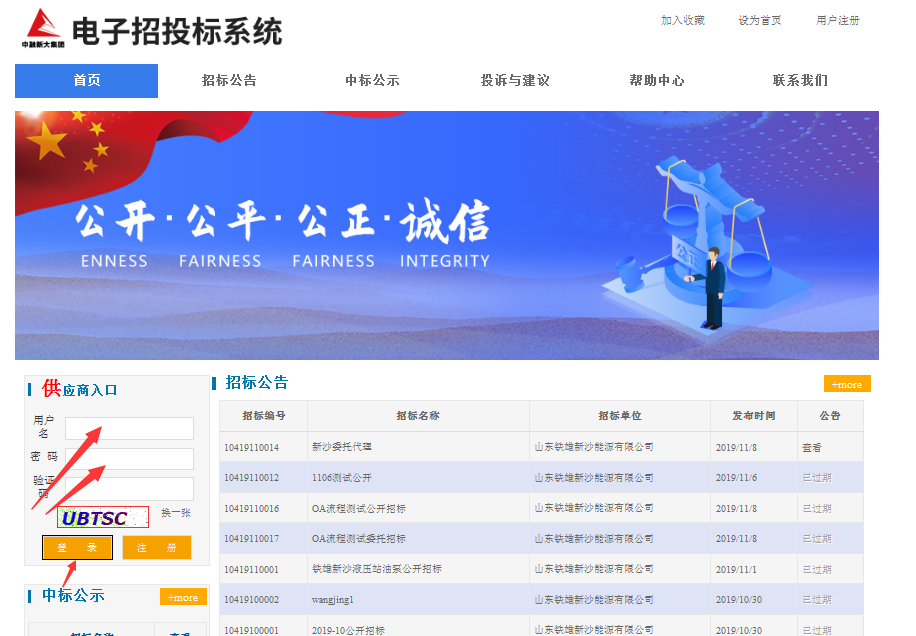 中融新大集团
电子招投标系统
加入收藏 设为首页 用户注册
首页 招标公告 中标公示 投诉与建议 帮助中心 联系我们
公开·公平·公正·诚信
ENNESS FAIRNESS FAIRNESS INTEGRITY
公正
供应商入口
用户名
密 码
验证码
UBTSC 换一张
登 录 注 册
中标公示 +more
招标公告 +more
招标编号 招标名称 招标单位 发布时间 公告
10419110014 新沙委托代理 山东铁雄新沙能源有限公司 2019/11/8 查看
10419110012 1106测试公开 山东铁雄新沙能源有限公司 2019/11/6 已过期
10419110016 OA流程测试公开招标 山东铁雄新沙能源有限公司 2019/11/8 已过期
10419110017 OA流程测试委托招标 山东铁雄新沙能源有限公司 2019/11/8 已过期
10419110001 铁雄新沙液压站油泵公开招标 山东铁雄新沙能源有限公司 2019/11/1 已过期
10419100002 wangjing1 山东铁雄新沙能源有限公司 2019/10/30 已过期
10419100001 2019-10公开招标 山东铁雄新沙能源有限公司 2019/10/30 已过期